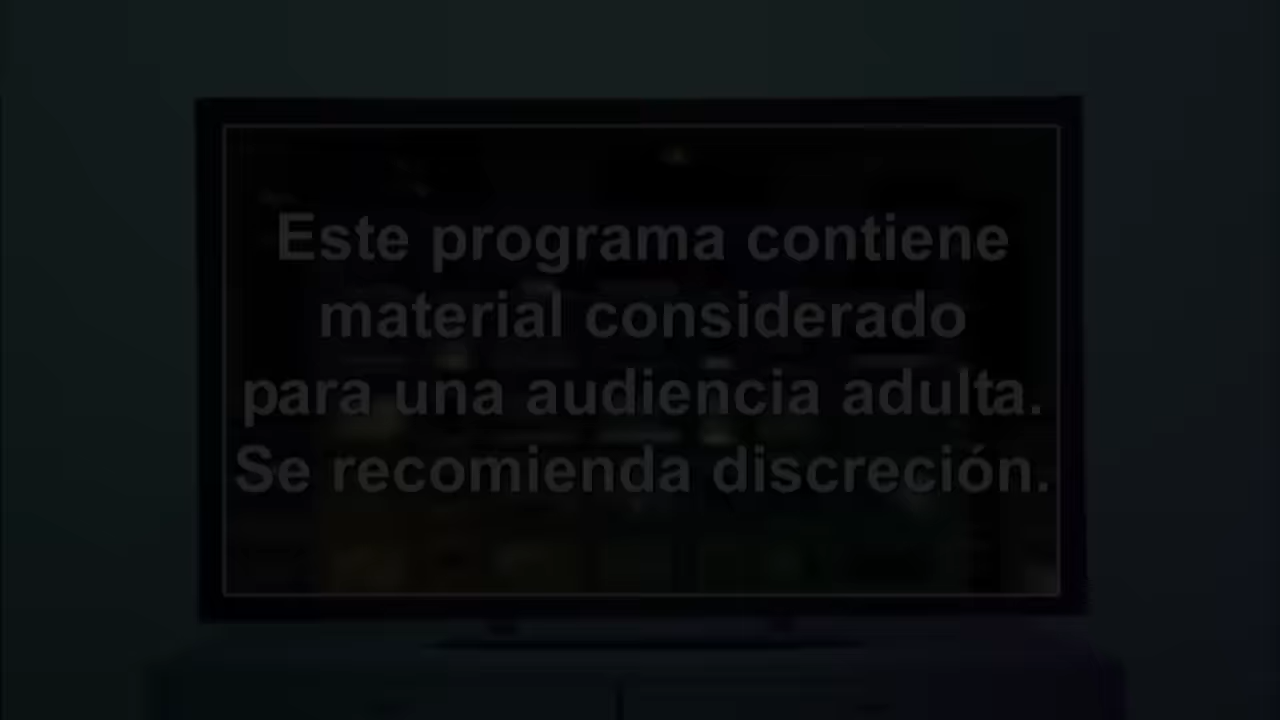 Este programa contiene
material considerado
para una audiencia adulta.
Se recomienda discreción.